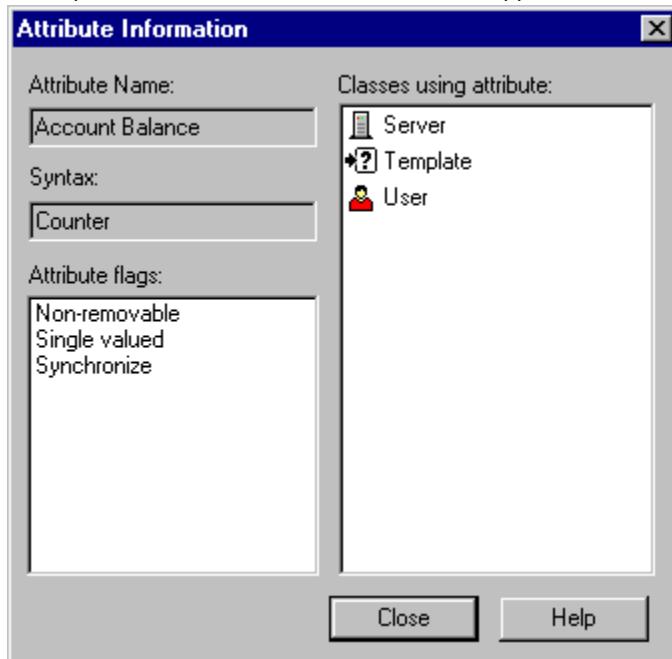 Attribute Information
Attribute Name:
Account Balance
Syntax:
Counter
Attribute flags:
Non-removable
Single valued
Synchronize
Classes using attribute:
Server
Template
User
Close
Help